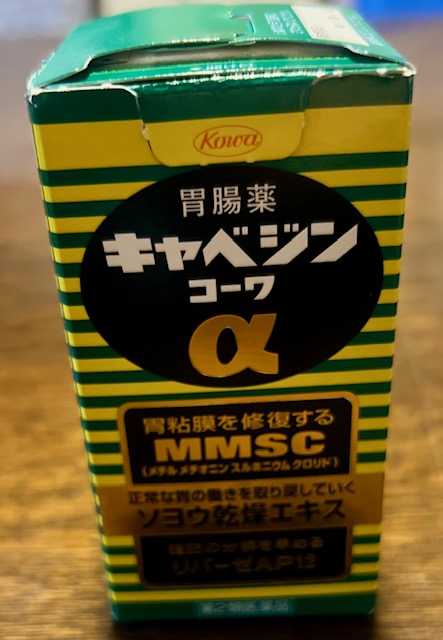 Kowa
胃腸薬
キャベジン
コーワ
α
胃粘膜を修復する
MMSC
(メチルメチオニンスルホニウムクロリド)
正常な胃の働きを取り戻していく
ソヨウ乾燥エキス
リパーゼAP12
第2類医薬品